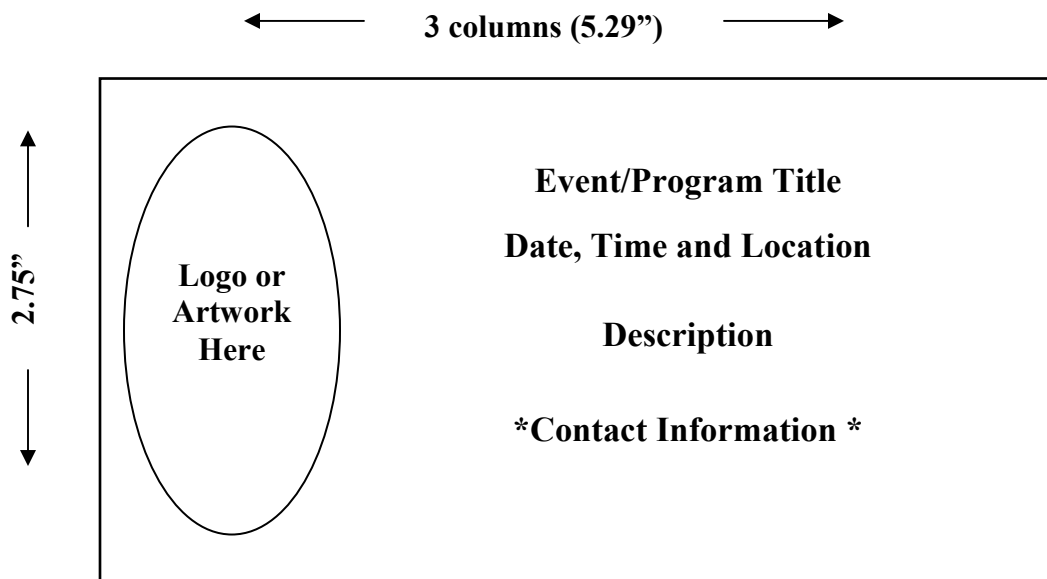 3 columns (5.29”)
2.75”
Logo or
Artwork
Here
Event/Program Title
Date, Time and Location
Description
*Contact Information *